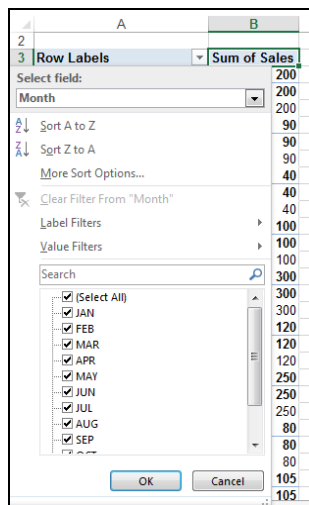 A B
2
3 Row Labels Sum of Sales
Select field: 200
Month 200
200
Sort A to Z 90
Sort Z to A 90
90
More Sort Options... 40
Clear Filter From "Month" 40
Label Filters 40
100
Value Filters 100
100
Search 300
(Select All) 300
JAN 300
FEB 120
MAR 120
APR 120
MAY 250
JUN 250
JUL 250
AUG 80
SEP 80
80
OK Cancel 105
105